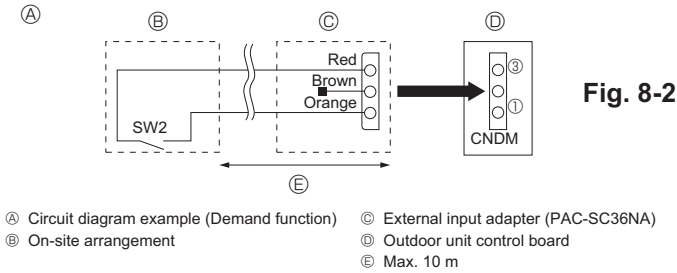 Ⓐ
Ⓑ
Ⓒ
Ⓓ
Red
Brown
Orange
③
①
SW2
CNDM
Fig. 8-2
Ⓔ
Ⓐ Circuit diagram example (Demand function)
Ⓑ On-site arrangement
Ⓒ External input adapter (PAC-SC36NA)
Ⓓ Outdoor unit control board
Ⓔ Max. 10 m